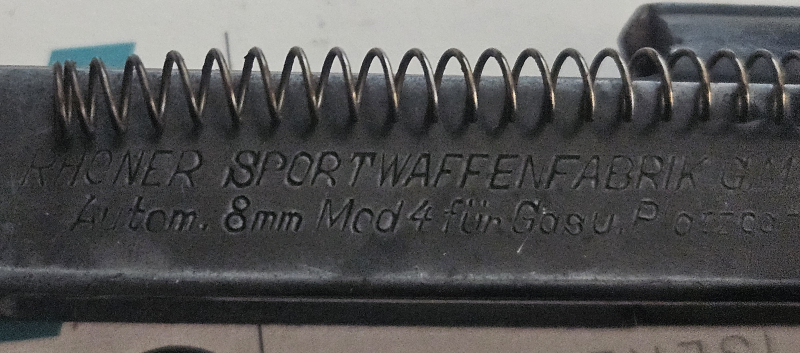 RHÖNER SPORTWAFFENFABRIK G.M
Autom. 8mm Mod 4 für Gas u. P